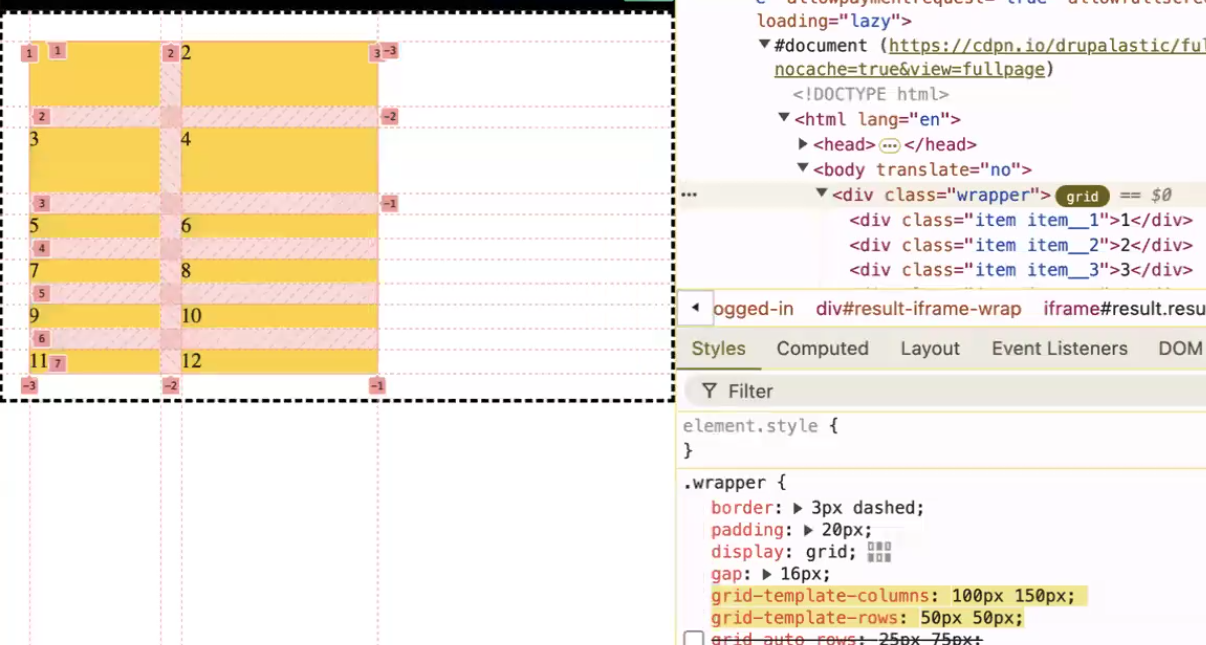 1 1 2 2 3 -3
2 -2
3 4
3 -1
5 6
4
7 8
5
9 10
6
11 7 12
-3 -2 -1
loading="lazy">
▼#document (https://cdpn.io/drupalastic/ful
nocache=true&view=fullpage)
<!DOCTYPE html>
▼<html lang="en">
▶<head>…</head>
▼<body translate="no">
… ▼<div class="wrapper"> grid == $0
<div class="item item__1">1</div>
<div class="item item__2">2</div>
<div class="item item__3">3</div>
ogged-in div#result-iframe-wrap iframe#result.resu
Styles Computed Layout Event Listeners DOM
Filter
element.style {
}
.wrapper {
border: ▶ 3px dashed;
padding: ▶ 20px;
display: grid;
gap: ▶ 16px;
grid-template-columns: 100px 150px;
grid-template-rows: 50px 50px;
grid-auto-rows: 25px 75px;